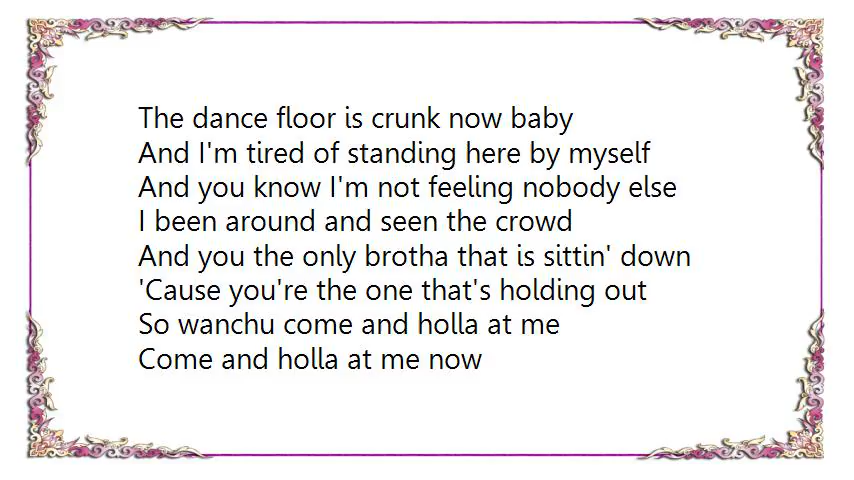 The dance floor is crunk now baby
And I'm tired of standing here by myself
And you know I'm not feeling nobody else
I been around and seen the crowd
And you the only brotha that is sittin' down
'Cause you're the one that's holding out
So wanchu come and holla at me
Come and holla at me now